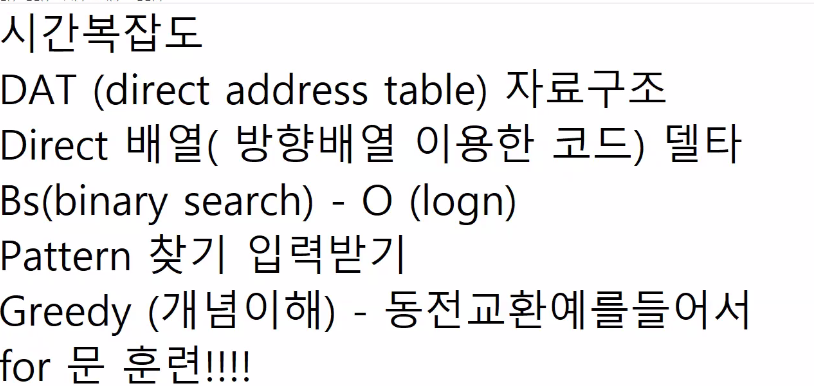 시간복잡도
DAT (direct address table) 자료구조
Direct 배열( 방향배열 이용한 코드) 델타
Bs(binary search) - O (logn)
Pattern 찾기 입력받기
Greedy (개념이해) - 동전교환예를들어서
for 문 훈련!!!!